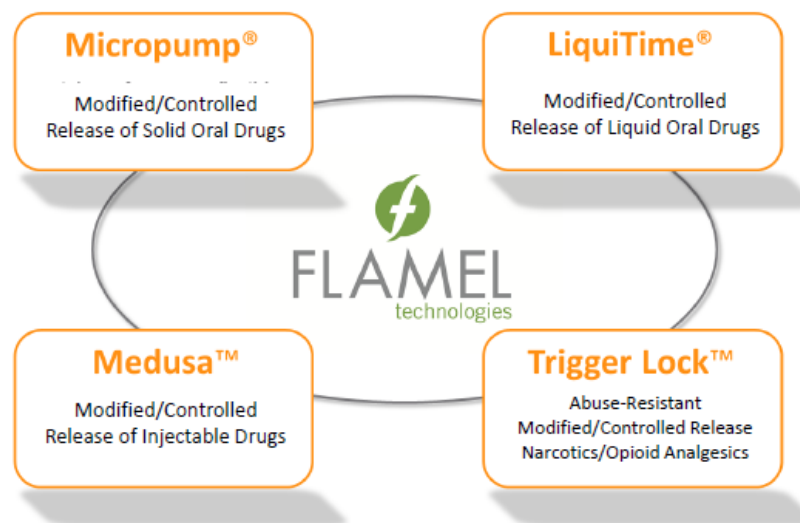 Micropump®
Modified/Controlled
Release of Solid Oral Drugs
LiquiTime®
Modified/Controlled
Release of Liquid Oral Drugs
FLAMEL
technologies
Medusa™
Modified/Controlled
Release of Injectable Drugs
Trigger Lock™
Abuse-Resistant
Modified/Controlled Release
Narcotics/Opioid Analgesics